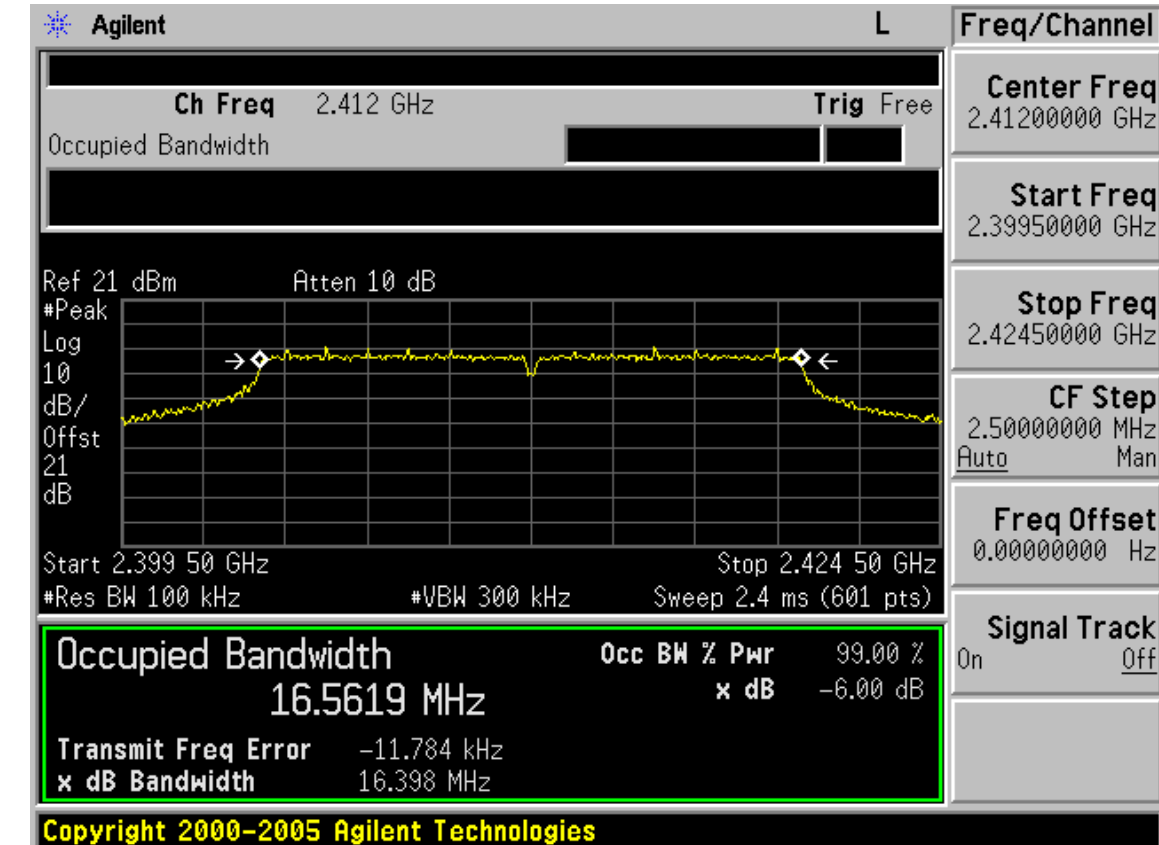 Agilent
L
Freq/Channel
Ch Freq 2.412 GHz
Trig Free
Occupied Bandwidth
Center Freq
2.41200000 GHz
Start Freq
2.39950000 GHz
Stop Freq
2.42450000 GHz
CF Step
2.50000000 MHz
Auto Man
Freq Offset
0.00000000 Hz
Signal Track
On Off
Ref 21 dBm
Atten 10 dB
#Peak
Log
10
dB/
Offst
21
dB
Start 2.399 50 GHz
Stop 2.424 50 GHz
#Res BW 100 kHz
#VBW 300 kHz
Sweep 2.4 ms (601 pts)
Occupied Bandwidth
16.5619 MHz
Occ BW % Pwr 99.00 %
x dB -6.00 dB
Transmit Freq Error -11.784 kHz
x dB Bandwidth 16.398 MHz
Copyright 2000-2005 Agilent Technologies